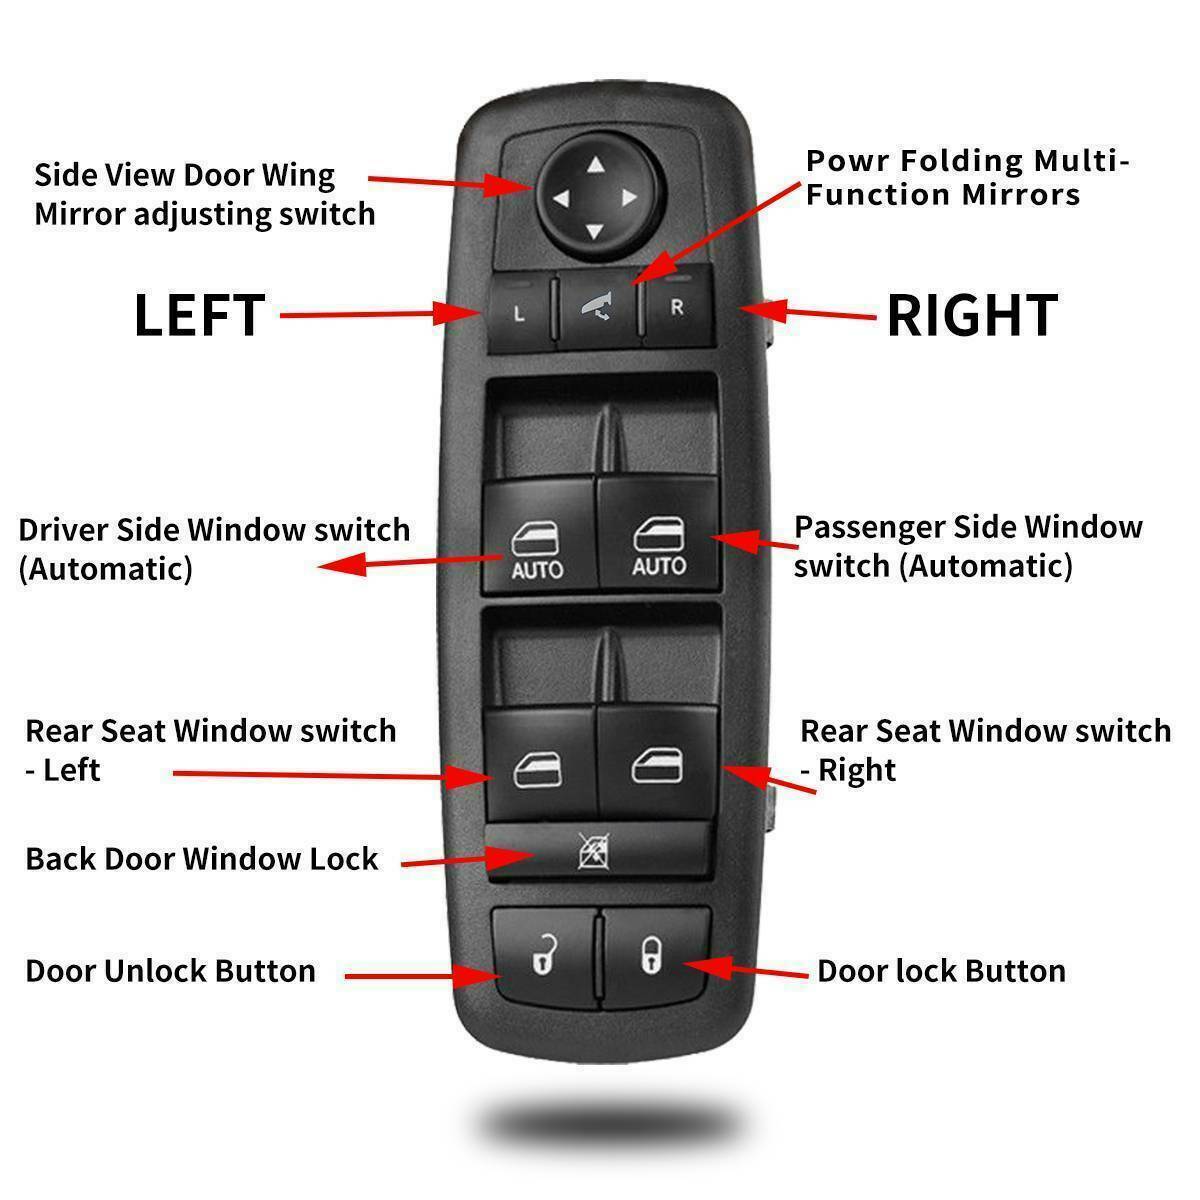 Side View Door Wing
Mirror adjusting switch
Powr Folding Multi-
Function Mirrors
LEFT
L
R
RIGHT
Driver Side Window switch
(Automatic)
AUTO
AUTO
Passenger Side Window
switch (Automatic)
Rear Seat Window switch
- Left
Rear Seat Window switch
- Right
Back Door Window Lock
Door Unlock Button
Door lock Button